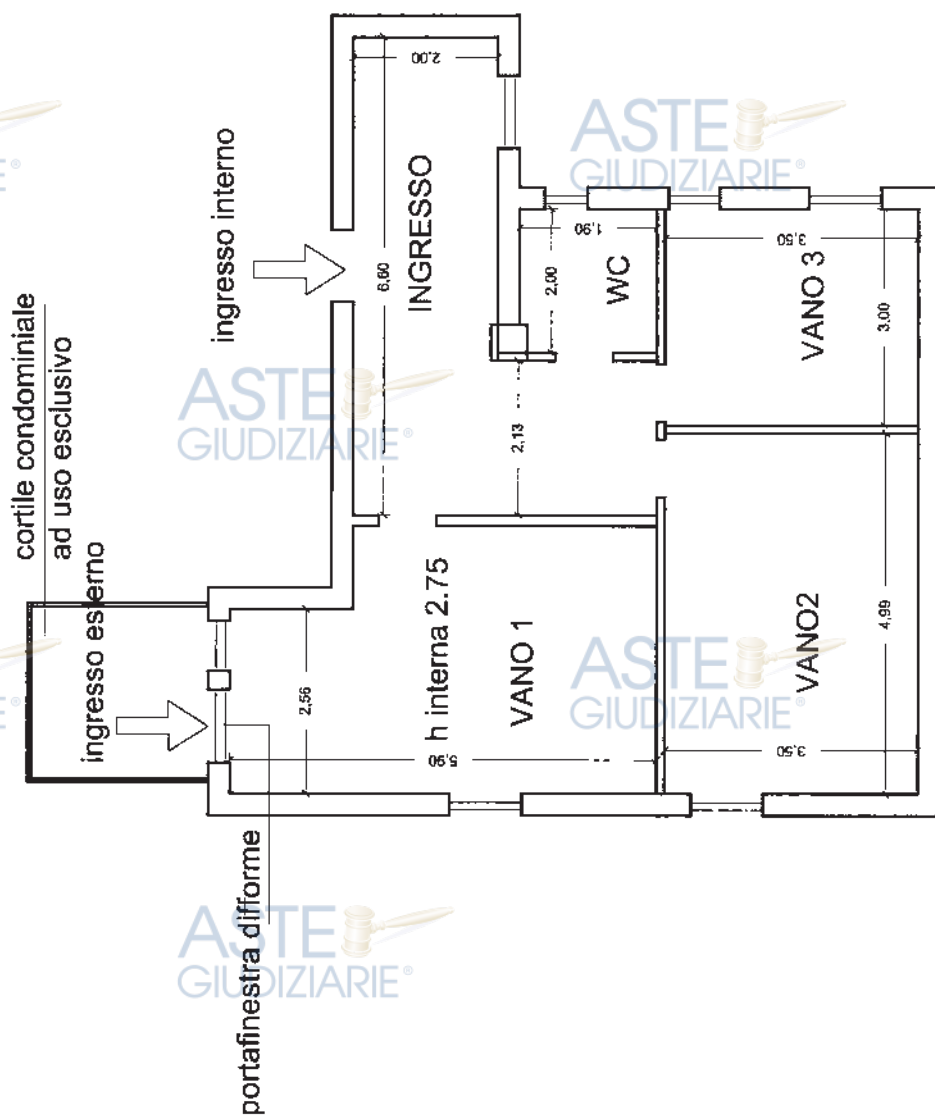 cortile condominiale
ad uso esclusivo
ingresso esterno
ingresso interno
portafinestra difforme
INGRESSO
2,00
6,60
WC
1,90
2,00
2,13
h interna 2.75
VANO 1
2,56
5,90
VANO2
3,50
4,99
VANO 3
3,50
3,00
ASTE
GIUDIZIARIE®
ASTE
GIUDIZIARIE®
ASTE
GIUDIZIARIE®
ASTE
GIUDIZIARIE®